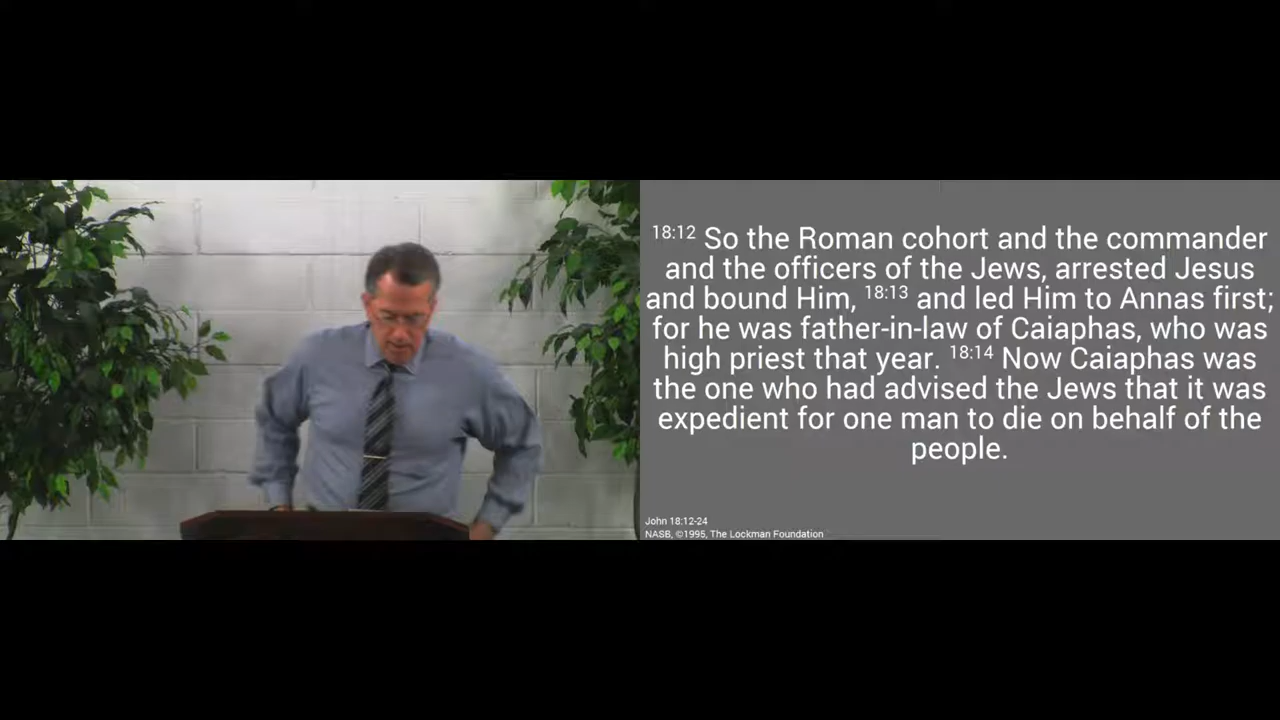 18:12 So the Roman cohort and the commander
and the officers of the Jews, arrested Jesus
and bound Him, 18:13 and led Him to Annas first;
for he was father-in-law of Caiaphas, who was
high priest that year. 18:14 Now Caiaphas was
the one who had advised the Jews that it was
expedient for one man to die on behalf of the
people.
John 18:12-24
NASB, ©1995, The Lockman Foundation